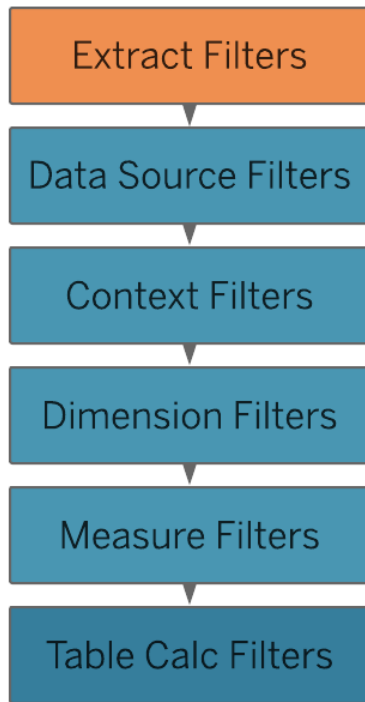 Extract Filters
Data Source Filters
Context Filters
Dimension Filters
Measure Filters
Table Calc Filters